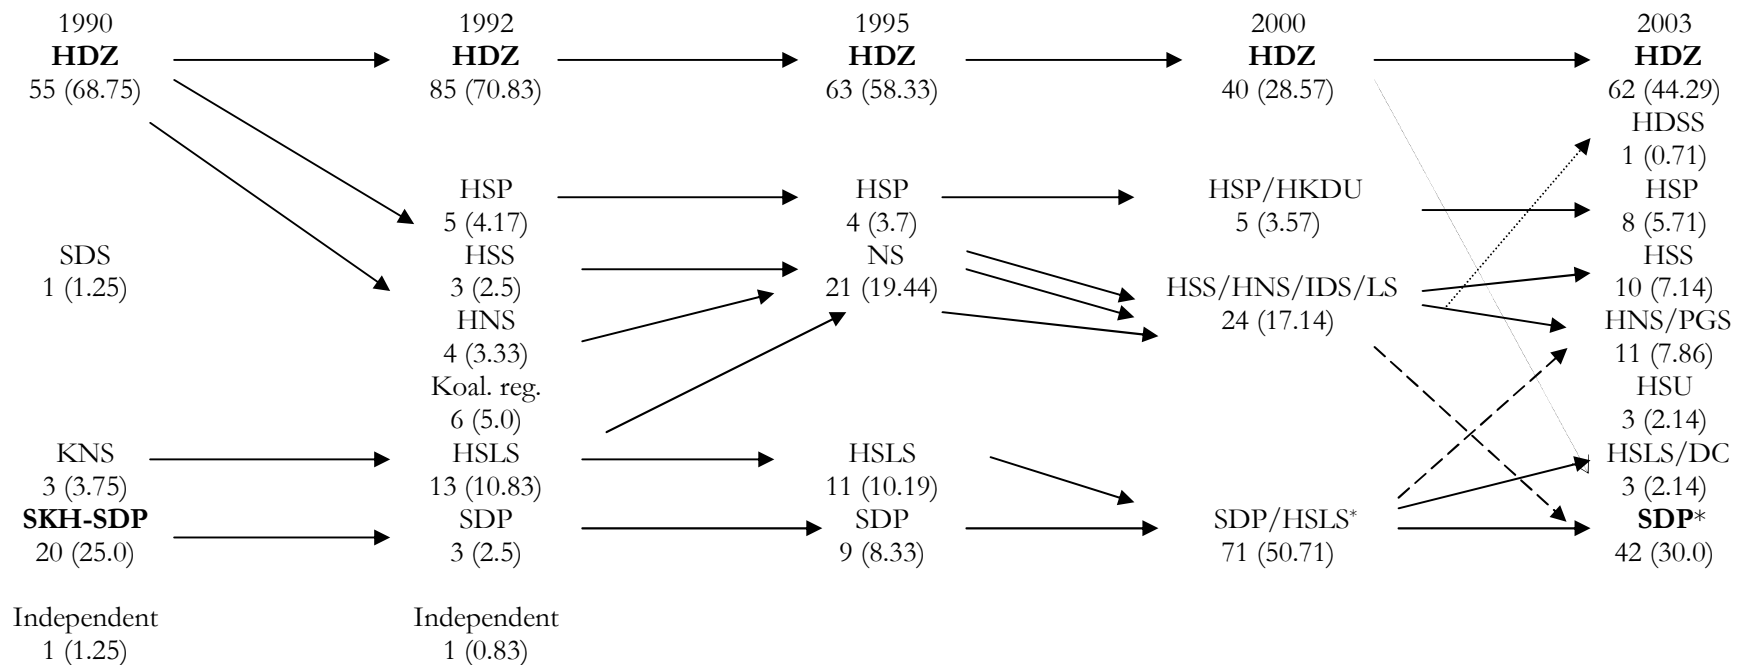 1990
HDZ
55 (68.75)
SDS
1 (1.25)
KNS
3 (3.75)
SKH-SDP
20 (25.0)
Independent
1 (1.25)
1992
HDZ
85 (70.83)
HSP
5 (4.17)
HSS
3 (2.5)
HNS
4 (3.33)
Koal. reg.
6 (5.0)
HSLS
13 (10.83)
SDP
3 (2.5)
Independent
1 (0.83)
1995
HDZ
63 (58.33)
HSP
4 (3.7)
NS
21 (19.44)
HSLS
11 (10.19)
SDP
9 (8.33)
2000
HDZ
40 (28.57)
HSP/HKDU
5 (3.57)
HSS/HNS/IDS/LS
24 (17.14)
SDP/HSLS*
71 (50.71)
2003
HDZ
62 (44.29)
HDSS
1 (0.71)
HSP
8 (5.71)
HSS
10 (7.14)
HNS/PGS
11 (7.86)
HSU
3 (2.14)
HSLS/DC
3 (2.14)
SDP*
42 (30.0)